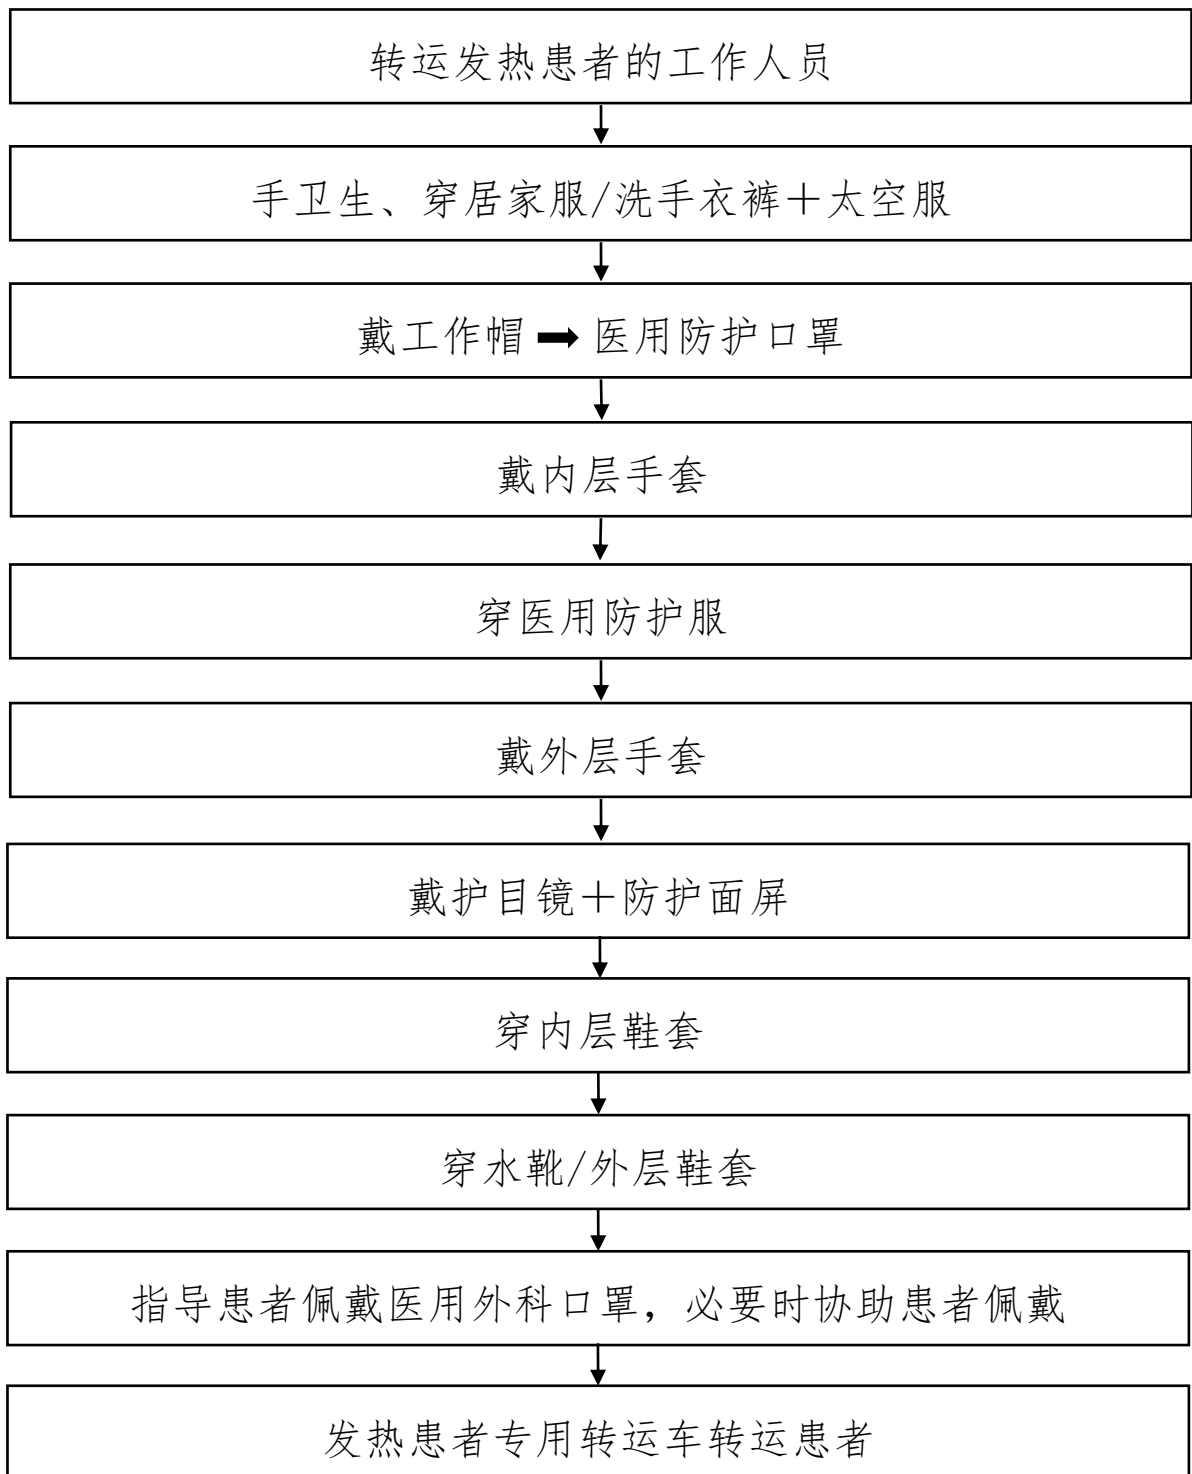 转运发热患者的工作人员
手卫生、穿居家服/洗手衣裤＋太空服
戴工作帽➡医用防护口罩
戴内层手套
穿医用防护服
戴外层手套
戴护目镜＋防护面屏
穿内层鞋套
穿水靴/外层鞋套
指导患者佩戴医用外科口罩，必要时协助患者佩戴
发热患者专用转运车转运患者